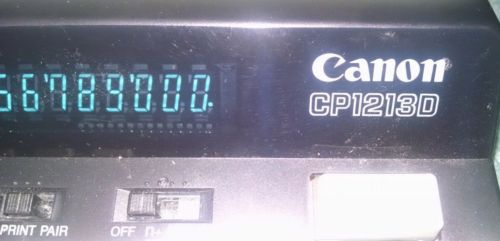 Canon
CP1213D
56789000.
PRINT PAIR
OFF n+